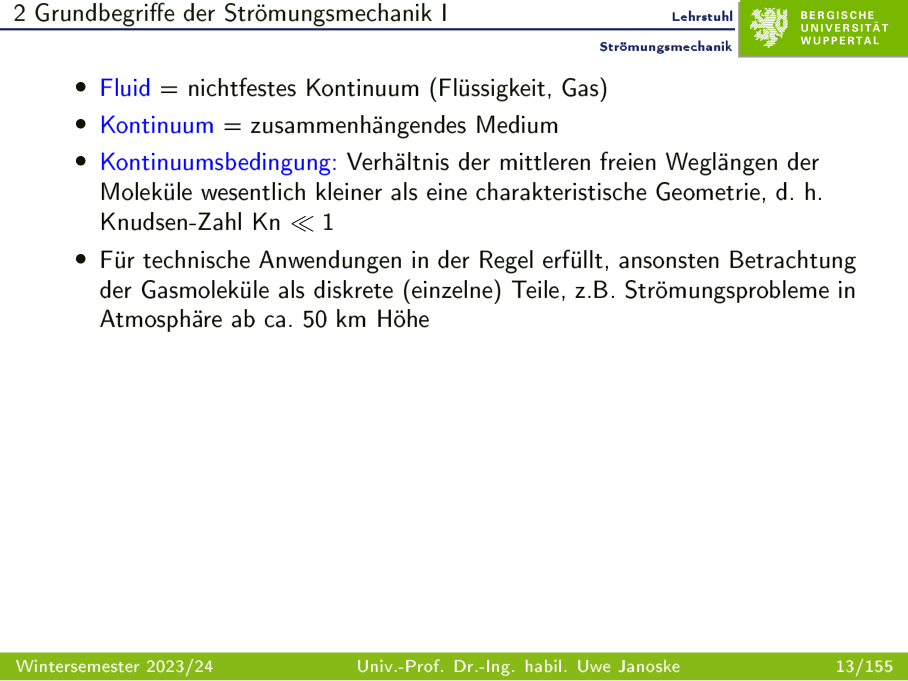 2 Grundbegriffe der Strömungsmechanik I
Lehrstuhl
Strömungsmechanik
BERGISCHE
UNIVERSITÄT
WUPPERTAL
• Fluid = nichtfestes Kontinuum (Flüssigkeit, Gas)
• Kontinuum = zusammenhängendes Medium
• Kontinuumsbedingung: Verhältnis der mittleren freien Weglängen der
Moleküle wesentlich kleiner als eine charakteristische Geometrie, d. h.
Knudsen-Zahl Kn ≪ 1
• Für technische Anwendungen in der Regel erfüllt, ansonsten Betrachtung
der Gasmoleküle als diskrete (einzelne) Teile, z.B. Strömungsprobleme in
Atmosphäre ab ca. 50 km Höhe
Wintersemester 2023/24 Univ.-Prof. Dr.-Ing. habil. Uwe Janoske 13/155